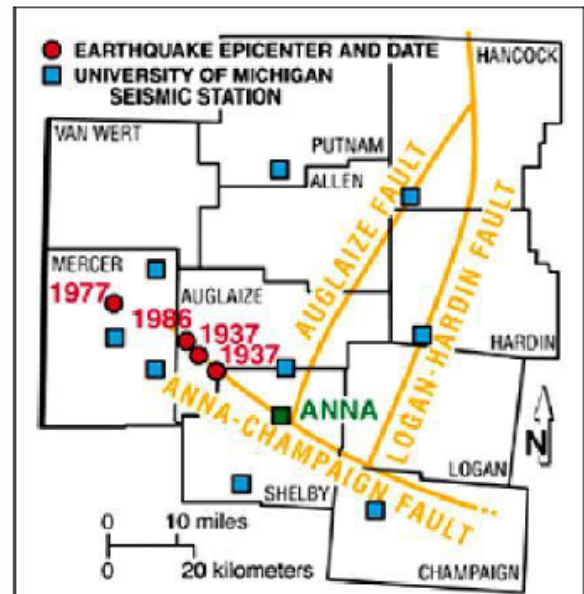 EARTHQUAKE EPICENTER AND DATE
UNIVERSITY OF MICHIGAN
SEISMIC STATION
HANCOCK
VAN WERT
PUTNAM
ALLEN
AUGLAIZE FAULT
LOGAN-HARDIN FAULT
MERCER
1977
AUGLAIZE
1986
1937
1937
HARDIN
ANNA
ANNA-CHAMPAIGN FAULT
N
LOGAN
SHELBY
0 10 miles
0 20 kilometers
CHAMPAIGN